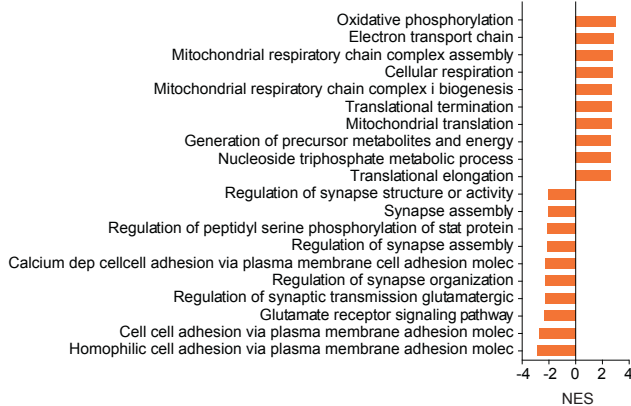 Oxidative phosphorylation
Electron transport chain
Mitochondrial respiratory chain complex assembly
Cellular respiration
Mitochondrial respiratory chain complex i biogenesis
Translational termination
Mitochondrial translation
Generation of precursor metabolites and energy
Nucleoside triphosphate metabolic process
Translational elongation
Regulation of synapse structure or activity
Synapse assembly
Regulation of peptidyl serine phosphorylation of stat protein
Regulation of synapse assembly
Calcium dep cellcell adhesion via plasma membrane cell adhesion molec
Regulation of synapse organization
Regulation of synaptic transmission glutamatergic
Glutamate receptor signaling pathway
Cell cell adhesion via plasma membrane adhesion molec
Homophilic cell adhesion via plasma membrane adhesion molec
-4 -2 0 2 4
NES